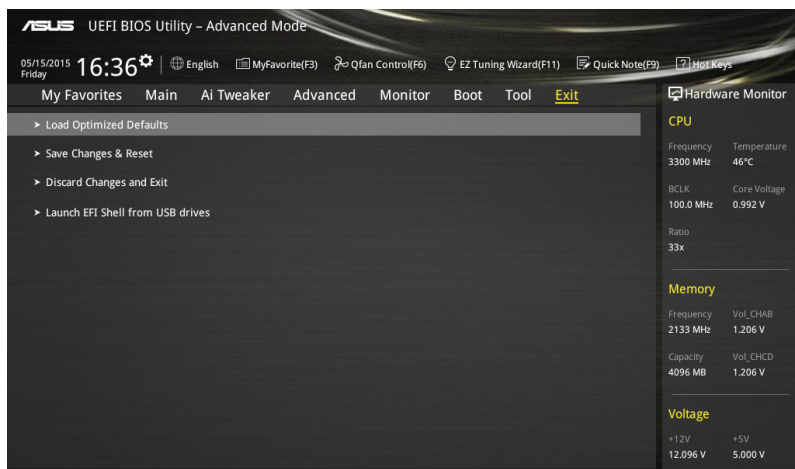 ASUS UEFI BIOS Utility – Advanced Mode
05/15/2015
Friday
16:36
English MyFavorite(F3) Qfan Control(F6) EZ Tuning Wizard(F11) Quick Note(F9) ? Hot Keys
My Favorites Main Ai Tweaker Advanced Monitor Boot Tool Exit
Load Optimized Defaults
Save Changes & Reset
Discard Changes and Exit
Launch EFI Shell from USB drives
Hardware Monitor
CPU
Frequency Temperature
3300 MHz 46°C
BCLK Core Voltage
100.0 MHz 0.992 V
Ratio
33x
Memory
Frequency Vol_CHAB
2133 MHz 1.206 V
Capacity Vol_CHCD
4096 MB 1.206 V
Voltage
+12V +5V
12.096 V 5.000 V